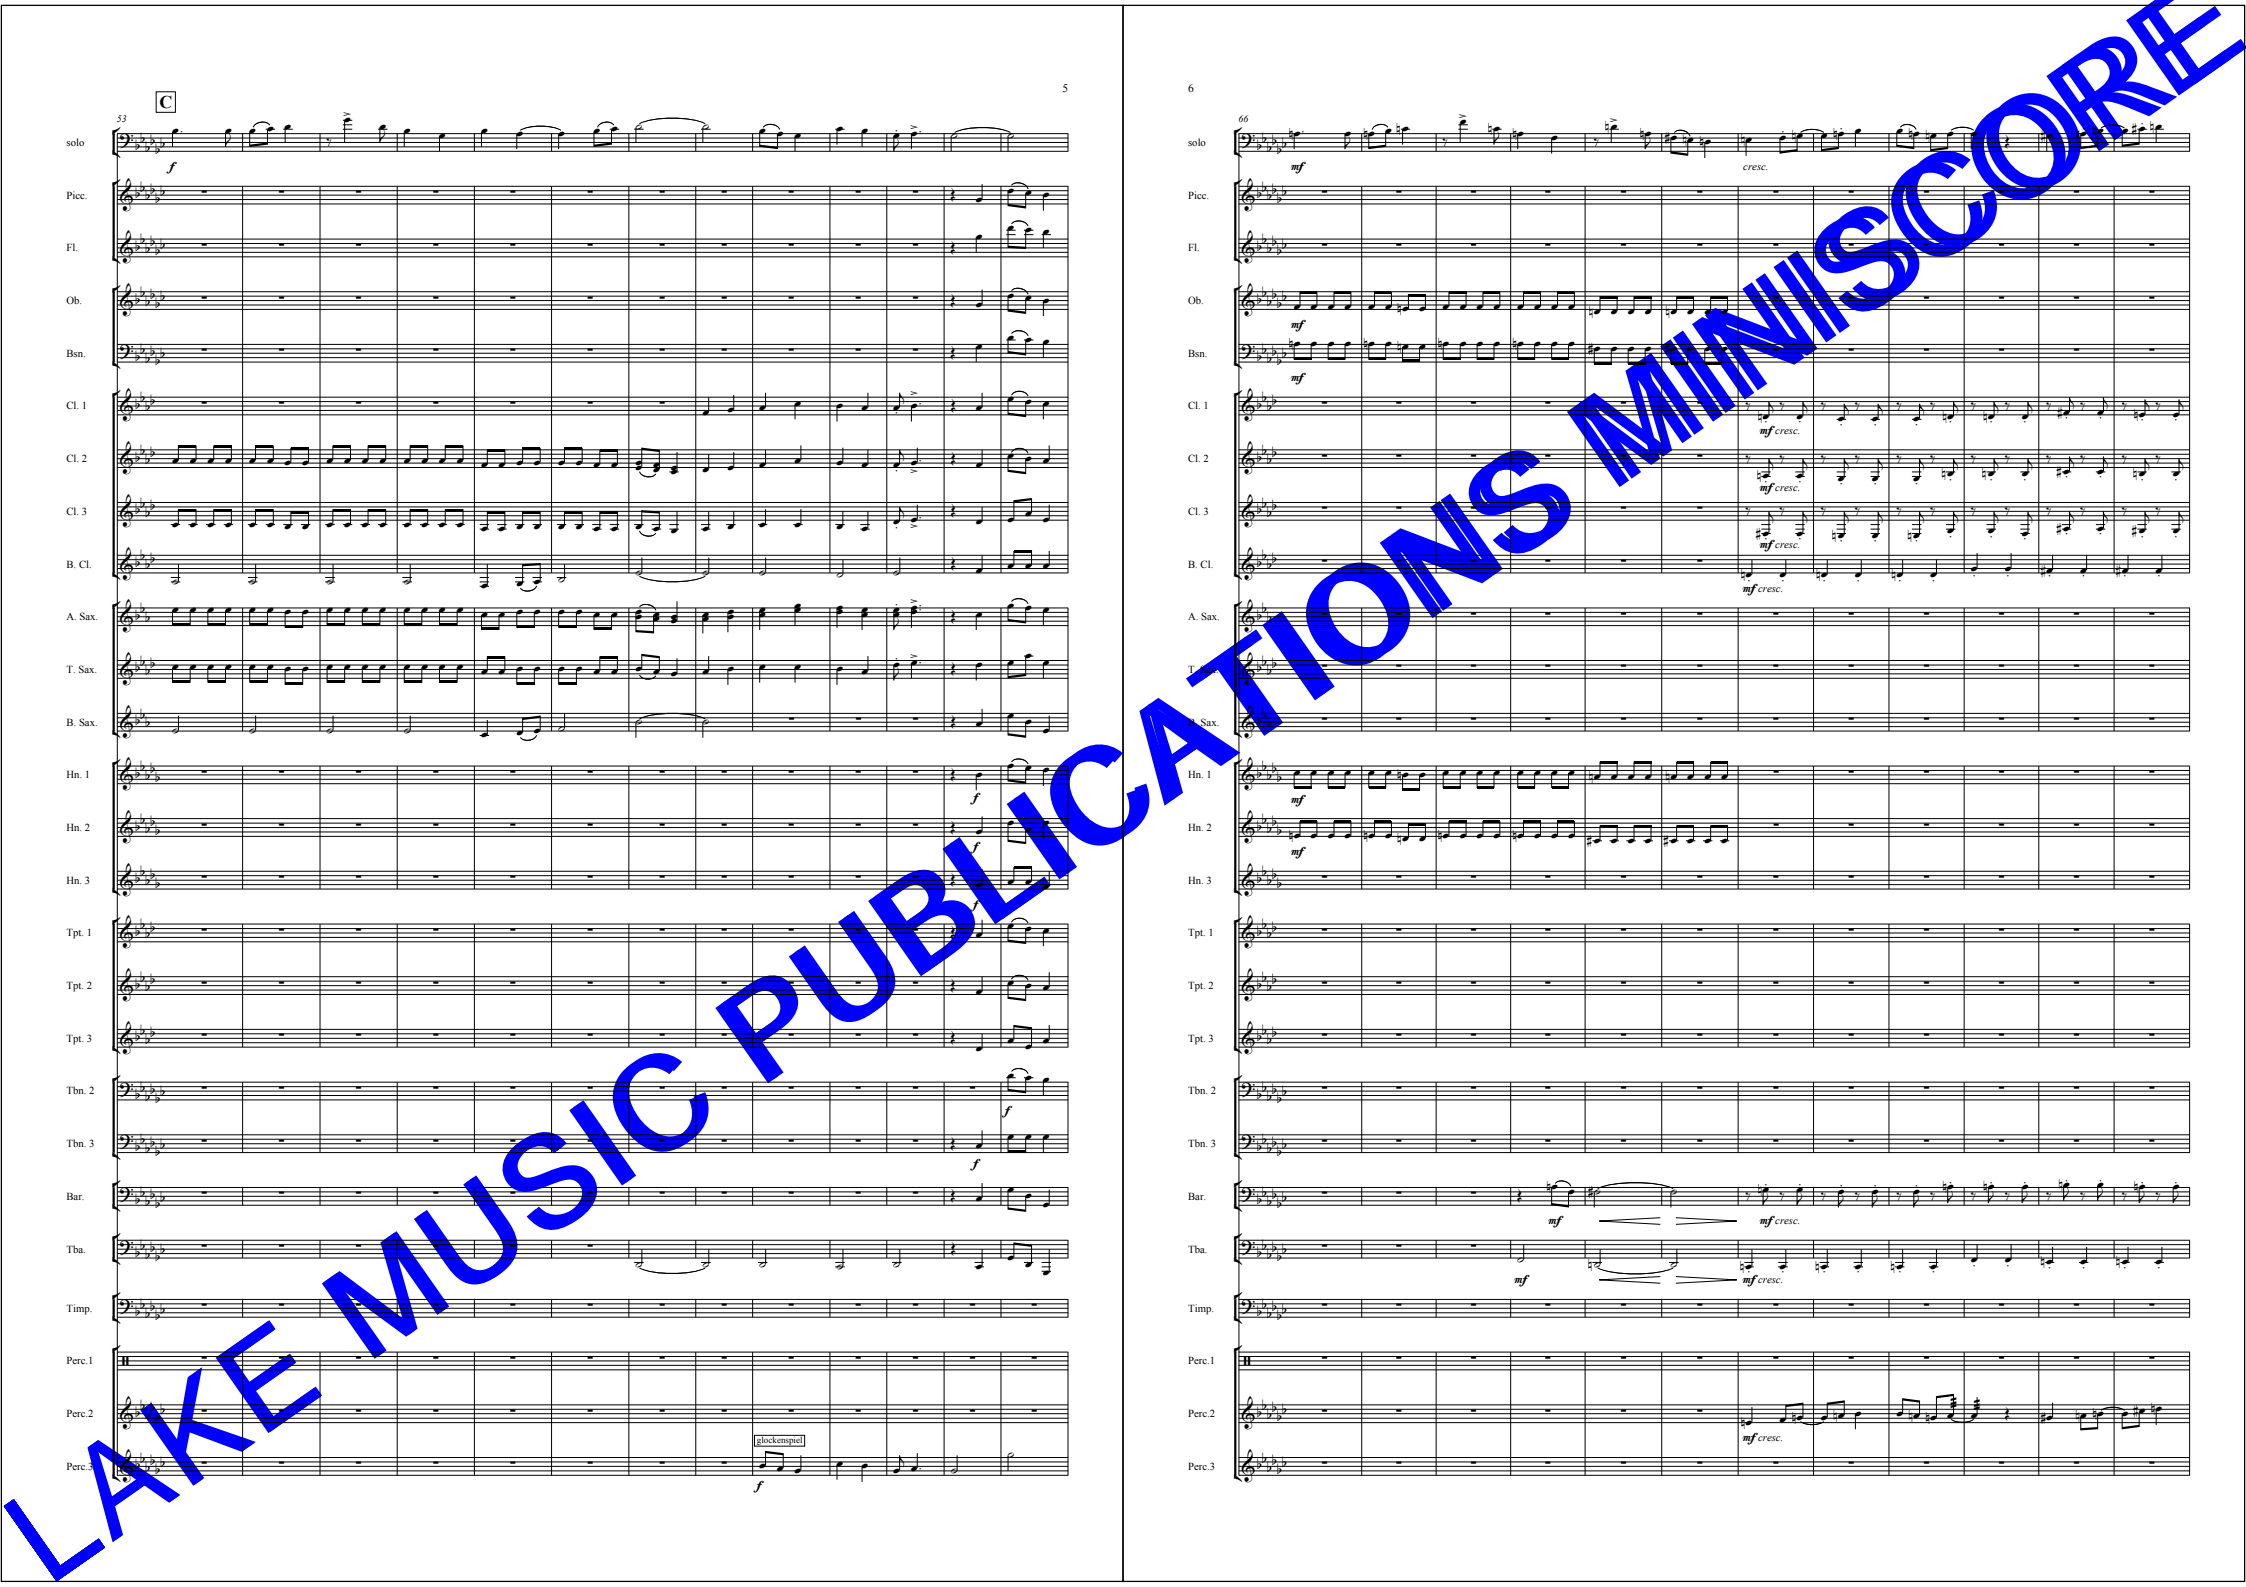 5
C
53
solo
f
Picc.
Fl.
Ob.
Bsn.
Cl. 1
Cl. 2
Cl. 3
B. Cl.
A. Sax.
T. Sax.
B. Sax.
Hn. 1
f
Hn. 2
f
Hn. 3
f
Tpt. 1
Tpt. 2
Tpt. 3
Tbn. 2
f
Tbn. 3
f
Bar.
Tba.
Timp.
Perc.1
Perc.2
glockenspiel
Perc.3
f
6
66
solo
mf cresc.
Picc.
Fl.
Ob.
mf
Bsn.
mf
Cl. 1
mf cresc.
Cl. 2
mf cresc.
Cl. 3
mf cresc.
B. Cl.
mf cresc.
A. Sax.
T. Sax.
B. Sax.
Hn. 1
mf
Hn. 2
mf
Hn. 3
Tpt. 1
Tpt. 2
Tpt. 3
Tbn. 2
Tbn. 3
Bar.
mf mf cresc.
Tba.
mf mf cresc.
Timp.
Perc.1
Perc.2
mf cresc.
Perc.3
LAKE MUSIC PUBLICATIONS MINISCORE